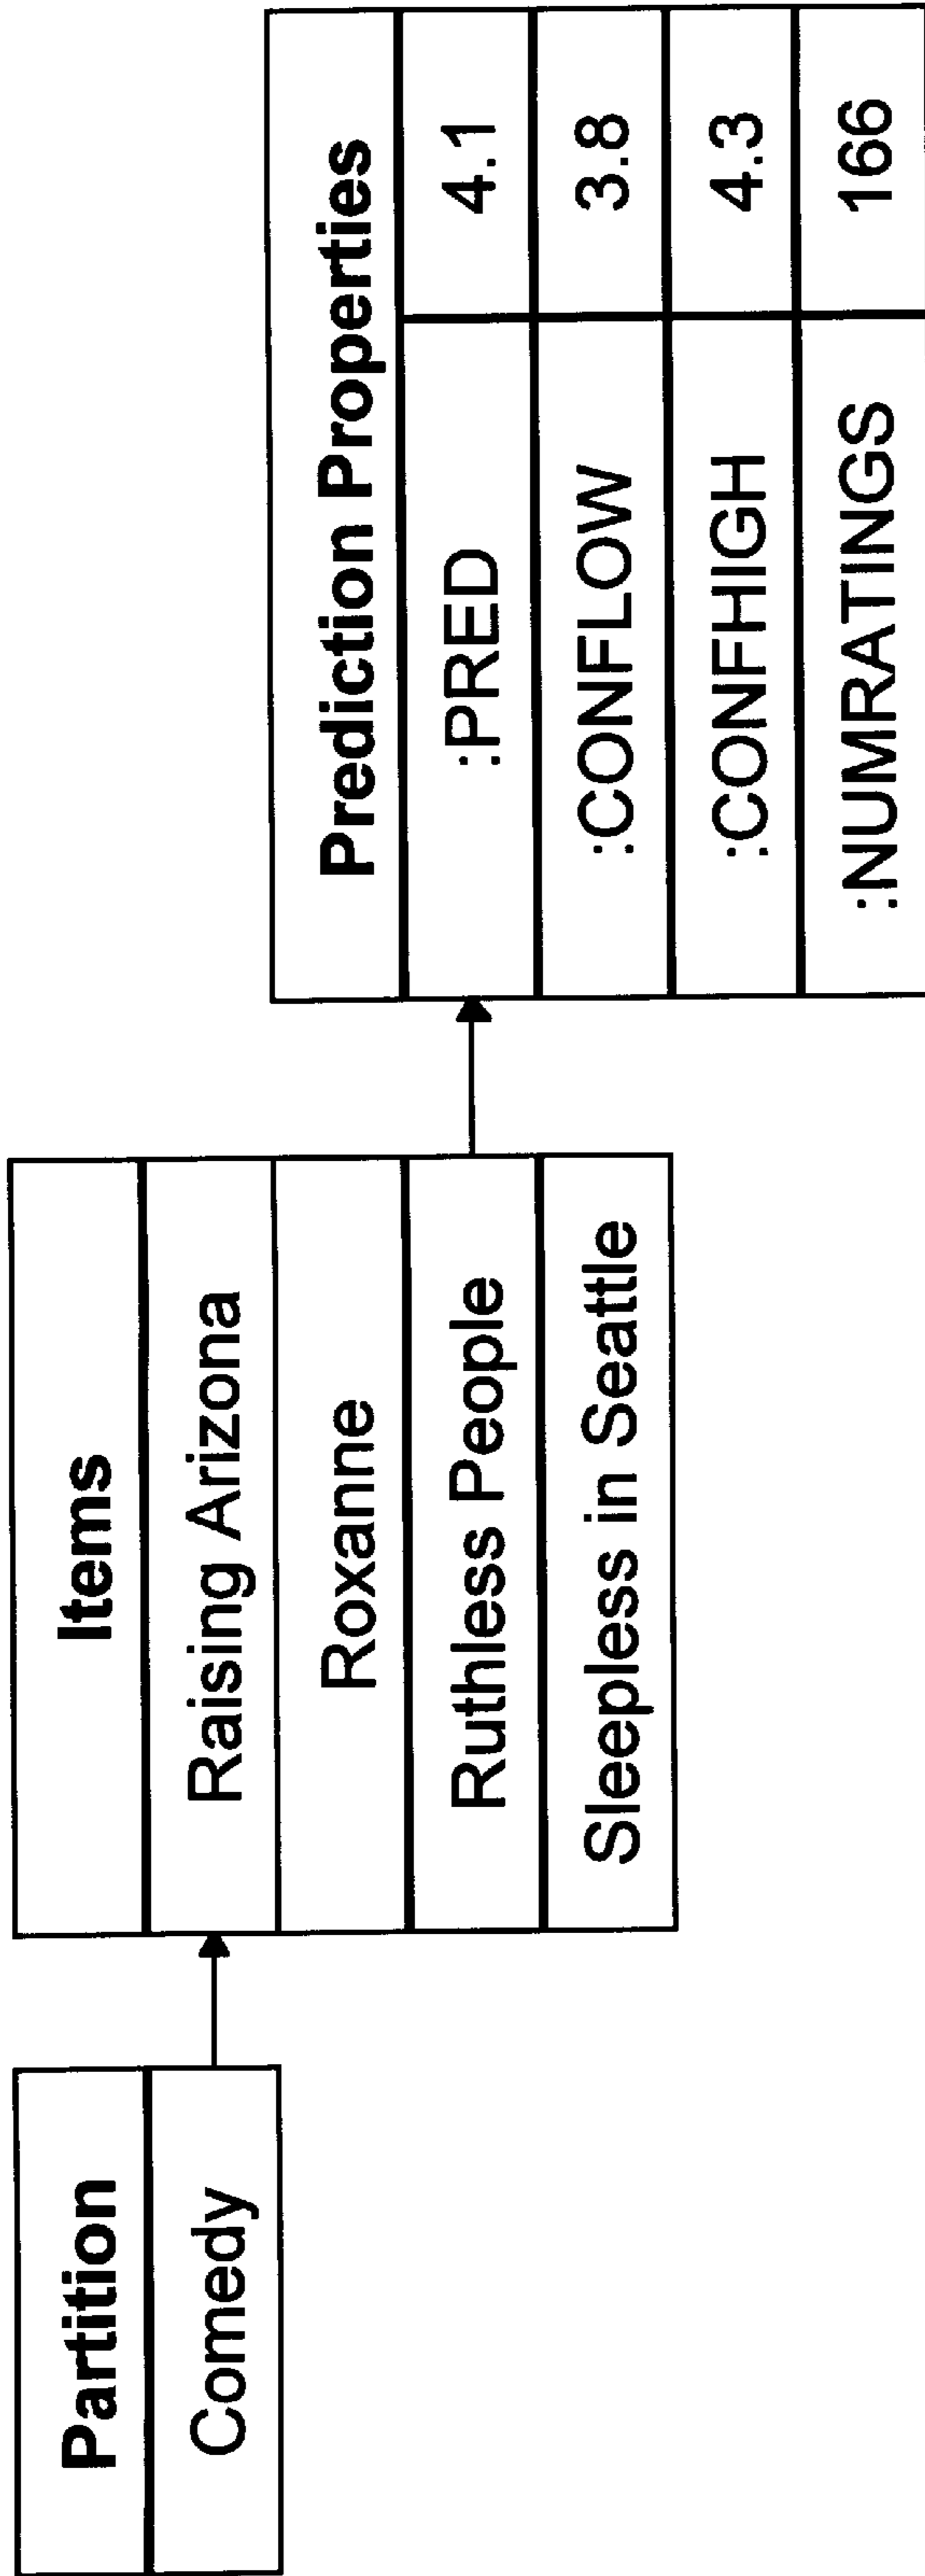 Partition
Comedy
Items
Raising Arizona
Roxanne
Ruthless People
Sleepless in Seattle
Prediction Properties
:PRED 4.1
:CONFLOW 3.8
:CONFHIGH 4.3
:NUMRATINGS 166